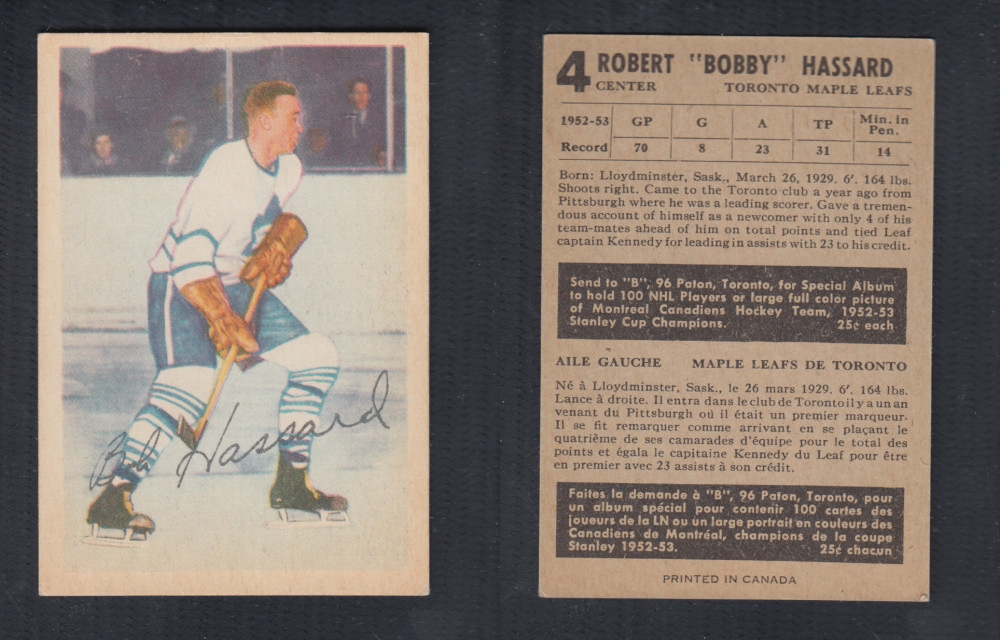 Bob Hassard
4 ROBERT "BOBBY" HASSARD
CENTER TORONTO MAPLE LEAFS
1952-53 GP G A TP Min. in Pen.
Record 70 8 23 31 14
Born: Lloydminster, Sask., March 26, 1929. 6'. 164 lbs.
Shoots right. Came to the Toronto club a year ago from
Pittsburgh where he was a leading scorer. Gave a tremen-
dous account of himself as a newcomer with only 4 of his
team-mates ahead of him on total points and tied Leaf
captain Kennedy for leading in assists with 23 to his credit.
Send to "B", 96 Paton, Toronto, for Special Album
to hold 100 NHL Players or large full color picture
of Montreal Canadiens Hockey Team, 1952-53
Stanley Cup Champions. 25¢ each
AILE GAUCHE MAPLE LEAFS DE TORONTO
Né à Lloydminster, Sask., le 26 mars 1929. 6'. 164 lbs.
Lance à droite. Il entra dans le club de Toronto il y a un an
venant du Pittsburgh où il était un premier marqueur.
Il se fit remarquer comme arrivant en se plaçant le
quatrième de ses camarades d'équipe pour le total des
points et égala le capitaine Kennedy du Leaf pour être
en premier avec 23 assists à son crédit.
Faites la demande à "B", 96 Paton, Toronto, pour
un album spécial pour contenir 100 cartes des
joueurs de la LN ou un large portrait en couleurs des
Canadiens de Montréal, champions de la coupe
Stanley 1952-53. 25¢ chacun
PRINTED IN CANADA